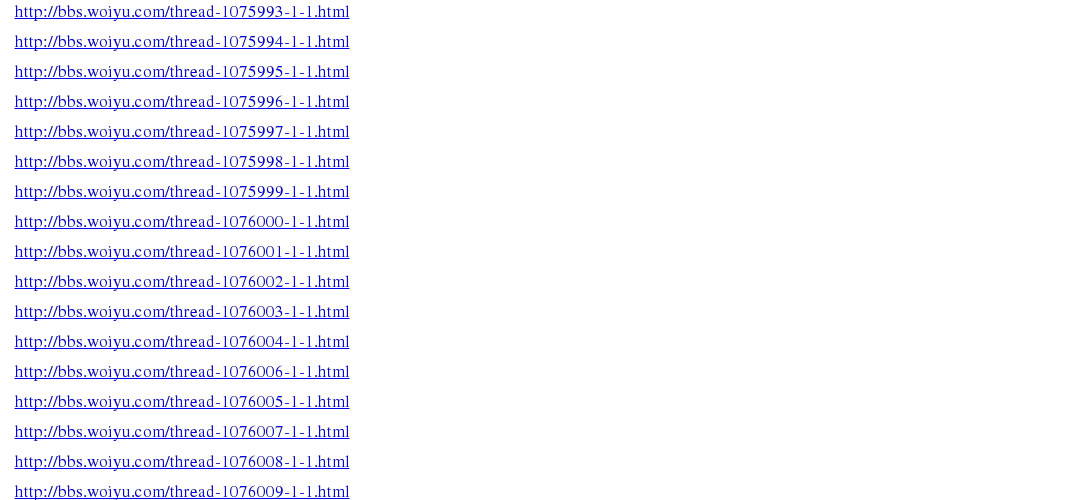 http://bbs.woiyu.com/thread-1075993-1-1.html
http://bbs.woiyu.com/thread-1075994-1-1.html
http://bbs.woiyu.com/thread-1075995-1-1.html
http://bbs.woiyu.com/thread-1075996-1-1.html
http://bbs.woiyu.com/thread-1075997-1-1.html
http://bbs.woiyu.com/thread-1075998-1-1.html
http://bbs.woiyu.com/thread-1075999-1-1.html
http://bbs.woiyu.com/thread-1076000-1-1.html
http://bbs.woiyu.com/thread-1076001-1-1.html
http://bbs.woiyu.com/thread-1076002-1-1.html
http://bbs.woiyu.com/thread-1076003-1-1.html
http://bbs.woiyu.com/thread-1076004-1-1.html
http://bbs.woiyu.com/thread-1076006-1-1.html
http://bbs.woiyu.com/thread-1076005-1-1.html
http://bbs.woiyu.com/thread-1076007-1-1.html
http://bbs.woiyu.com/thread-1076008-1-1.html
http://bbs.woiyu.com/thread-1076009-1-1.html